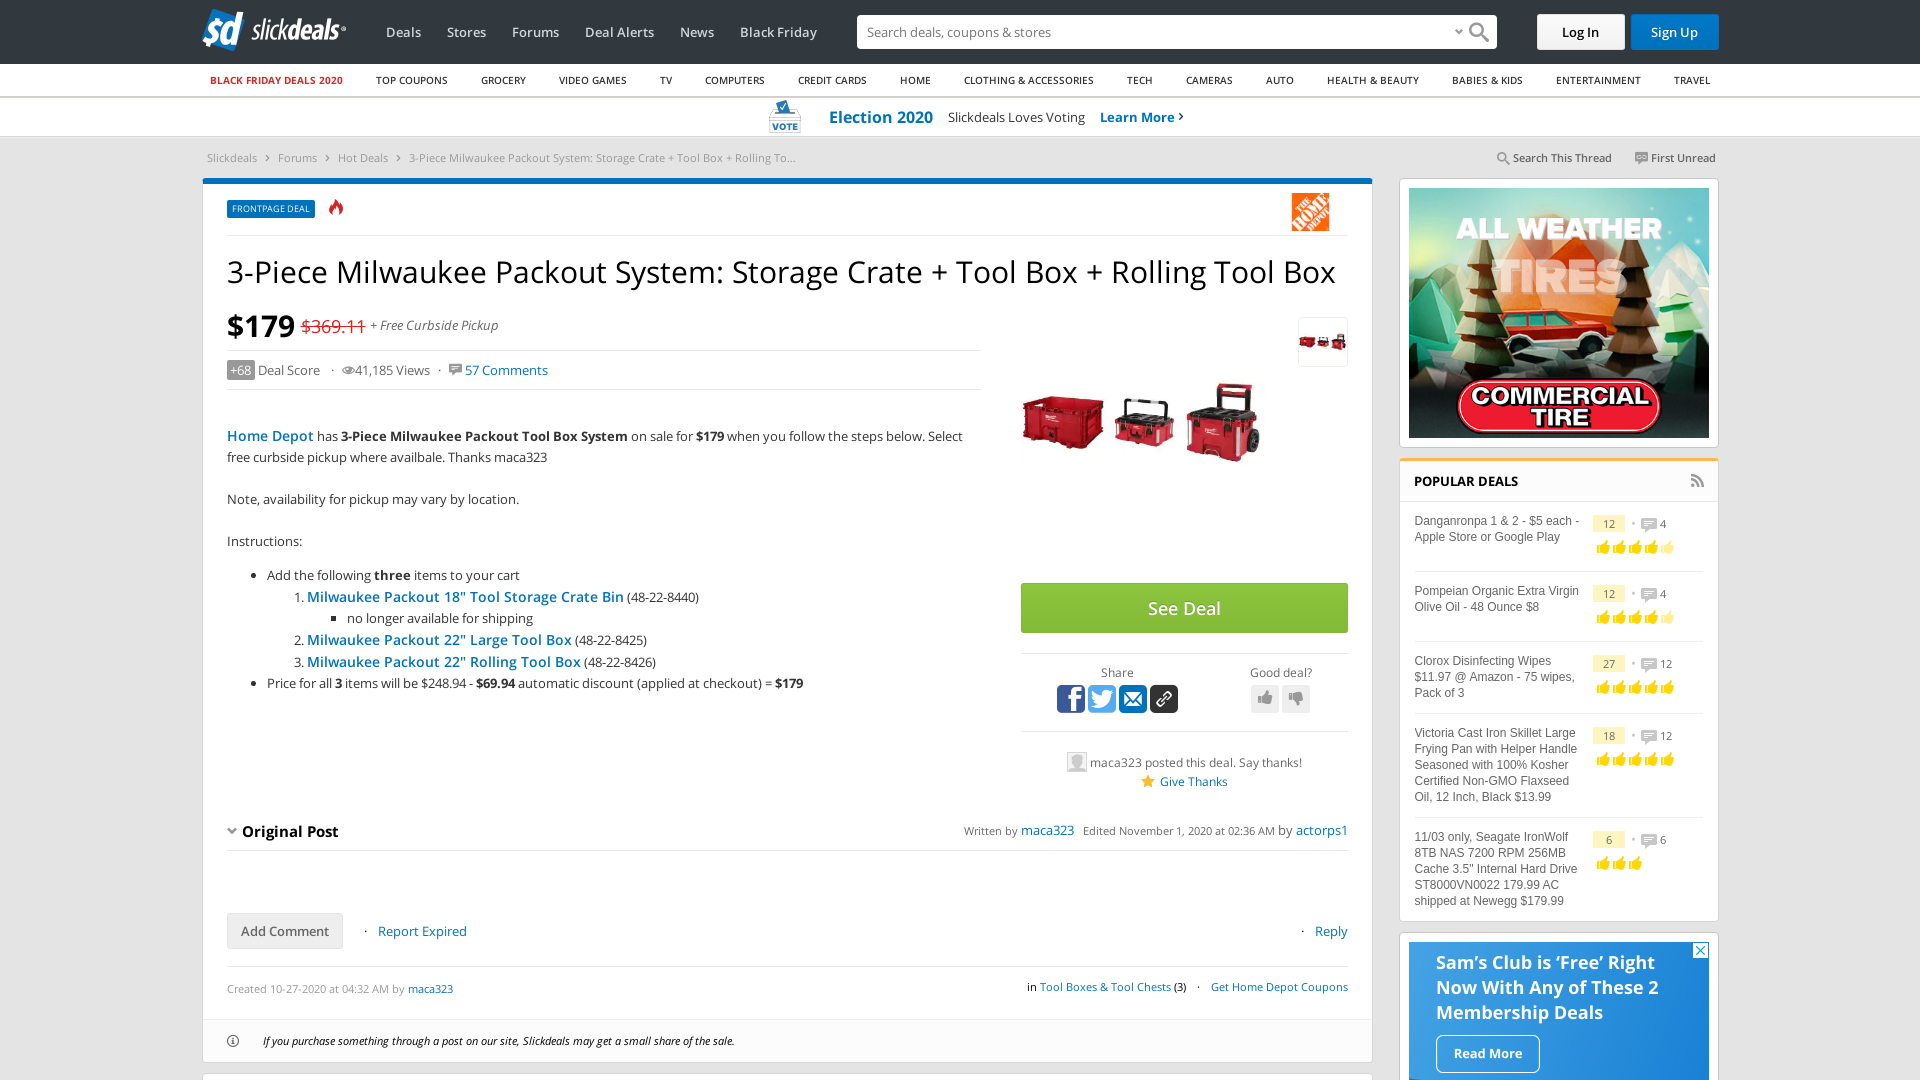 sd slickdeals
Deals
Stores
Forums
Deal Alerts
News
Black Friday
Search deals, coupons & stores
Log In
Sign Up
BLACK FRIDAY DEALS 2020
TOP COUPONS
GROCERY
VIDEO GAMES
TV
COMPUTERS
CREDIT CARDS
HOME
CLOTHING & ACCESSORIES
TECH
CAMERAS
AUTO
HEALTH & BEAUTY
BABIES & KIDS
ENTERTAINMENT
TRAVEL
VOTE
Election 2020 Slickdeals Loves Voting Learn More
Slickdeals > Forums > Hot Deals > 3-Piece Milwaukee Packout System: Storage Crate + Tool Box + Rolling To...
Search This Thread
First Unread
FRONTPAGE DEAL
THE HOME DEPOT
3-Piece Milwaukee Packout System: Storage Crate + Tool Box + Rolling Tool Box
$179 $369.11 + Free Curbside Pickup
+68 Deal Score · 41,185 Views · 57 Comments
Home Depot has 3-Piece Milwaukee Packout Tool Box System on sale for $179 when you follow the steps below. Select
free curbside pickup where availbale. Thanks maca323
Note, availability for pickup may vary by location.
Instructions:
• Add the following three items to your cart
1. Milwaukee Packout 18" Tool Storage Crate Bin (48-22-8440)
▪ no longer available for shipping
2. Milwaukee Packout 22" Large Tool Box (48-22-8425)
3. Milwaukee Packout 22" Rolling Tool Box (48-22-8426)
• Price for all 3 items will be $248.94 - $69.94 automatic discount (applied at checkout) = $179
See Deal
Share
Good deal?
maca323 posted this deal. Say thanks!
Give Thanks
Original Post
Written by maca323 Edited November 1, 2020 at 02:36 AM by actorps1
Add Comment · Report Expired
· Reply
Created 10-27-2020 at 04:32 AM by maca323
in Tool Boxes & Tool Chests (3) · Get Home Depot Coupons
If you purchase something through a post on our site, Slickdeals may get a small share of the sale.
ALL WEATHER
TIRES
COMMERCIAL
TIRE
POPULAR DEALS
Danganronpa 1 & 2 - $5 each -
Apple Store or Google Play
12 • 4
Pompeian Organic Extra Virgin
Olive Oil - 48 Ounce $8
12 • 4
Clorox Disinfecting Wipes
$11.97 @ Amazon - 75 wipes,
Pack of 3
27 • 12
Victoria Cast Iron Skillet Large
Frying Pan with Helper Handle
Seasoned with 100% Kosher
Certified Non-GMO Flaxseed
Oil, 12 Inch, Black $13.99
18 • 12
11/03 only, Seagate IronWolf
8TB NAS 7200 RPM 256MB
Cache 3.5" Internal Hard Drive
ST8000VN0022 179.99 AC
shipped at Newegg $179.99
6 • 6
Sam's Club is 'Free' Right
Now With Any of These 2
Membership Deals
Read More